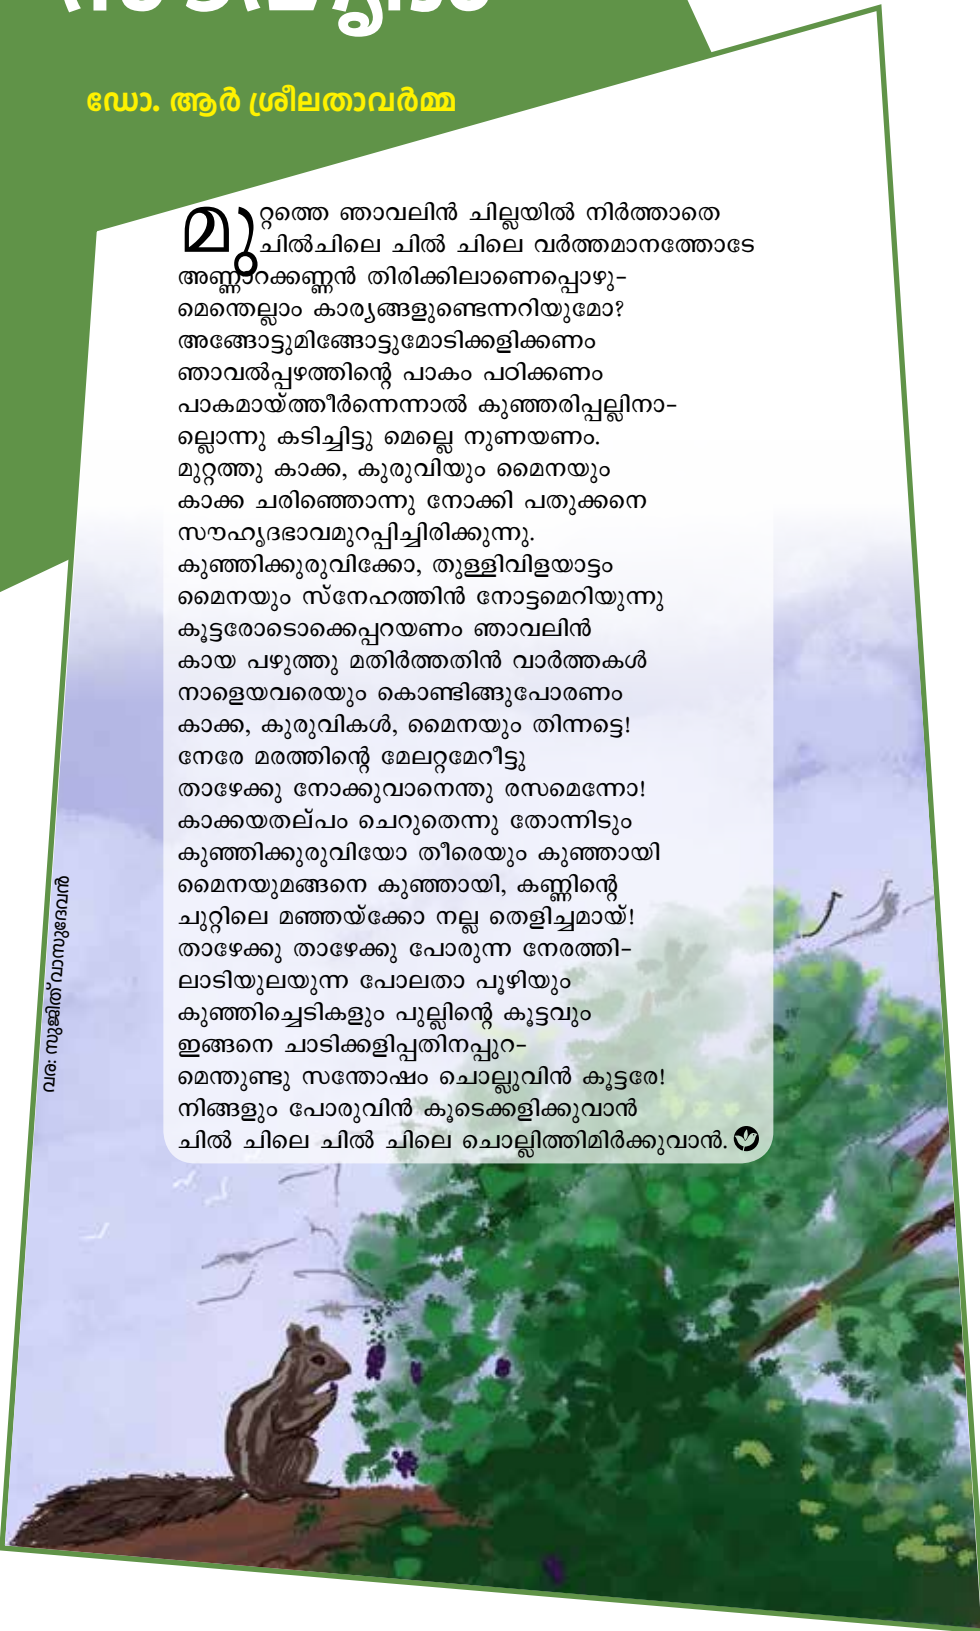 ഡോ. ആർ ശ്രീലതാവർമ്മ
മുറ്റത്തെ ഞാവലിൻ ചില്ലയിൽ നിർത്താതെ
ചിൽചിലെ ചിൽ ചിലെ വർത്തമാനത്തോടേ
അണ്ണാറക്കണ്ണൻ തിരിക്കിലാണെപ്പൊഴു-
മെന്തെല്ലാം കാര്യങ്ങളുണ്ടെന്നറിയുമോ?
അങ്ങോട്ടുമിങ്ങോട്ടുമോടിക്കളിക്കണം
ഞാവൽപ്പഴത്തിന്റെ പാകം പഠിക്കണം
പാകമായ്ത്തീർന്നെന്നാൽ കുഞ്ഞരിപ്പല്ലിനാ-
ല്ലൊന്നു കടിച്ചിട്ടു മെല്ലെ നുണയണം.
മുറ്റത്തു കാക്ക, കുരുവിയും മൈനയും
കാക്ക ചരിഞ്ഞൊന്നു നോക്കി പതുക്കനെ
സൗഹൃദഭാവമുറപ്പിച്ചിരിക്കുന്നു.
കുഞ്ഞിക്കുരുവിക്കോ, തുള്ളിവിളയാട്ടം
മൈനയും സ്നേഹത്തിൻ നോട്ടമെറിയുന്നു
കൂട്ടരോടൊക്കെപ്പറയണം ഞാവലിൻ
കായ പഴുത്തു മതിർത്തതിൻ വാർത്തകൾ
നാളെയവരെയും കൊണ്ടിങ്ങുപോരണം
കാക്ക, കുരുവികൾ, മൈനയും തിന്നട്ടെ!
നേരേ മരത്തിന്റെ മേലറ്റമേറീട്ടു
താഴേക്കു നോക്കുവാനെന്തു രസമെന്നോ!
കാക്കയതല്പം ചെറുതെന്നു തോന്നിടും
കുഞ്ഞിക്കുരുവിയോ തീരെയും കുഞ്ഞായി
മൈനയുമങ്ങനെ കുഞ്ഞായി, കണ്ണിന്റെ
ചുറ്റിലെ മഞ്ഞയ്ക്കോ നല്ല തെളിച്ചമായ്!
താഴേക്കു താഴേക്കു പോരുന്ന നേരത്തി-
ലാടിയുലയുന്ന പോലതാ പൂഴിയും
കുഞ്ഞിച്ചെടികളും പുല്ലിന്റെ കൂട്ടവും
ഇങ്ങനെ ചാടിക്കളിപ്പതിനപ്പുറ-
മെന്തുണ്ടു സന്തോഷം ചൊല്ലുവിൻ കൂട്ടരേ!
നിങ്ങളും പോരുവിൻ കൂടെക്കളിക്കുവാൻ
ചിൽ ചിലെ ചിൽ ചിലെ ചൊല്ലിത്തിമിർക്കുവാൻ.
വര: സുജിത് വാസുദേവൻ